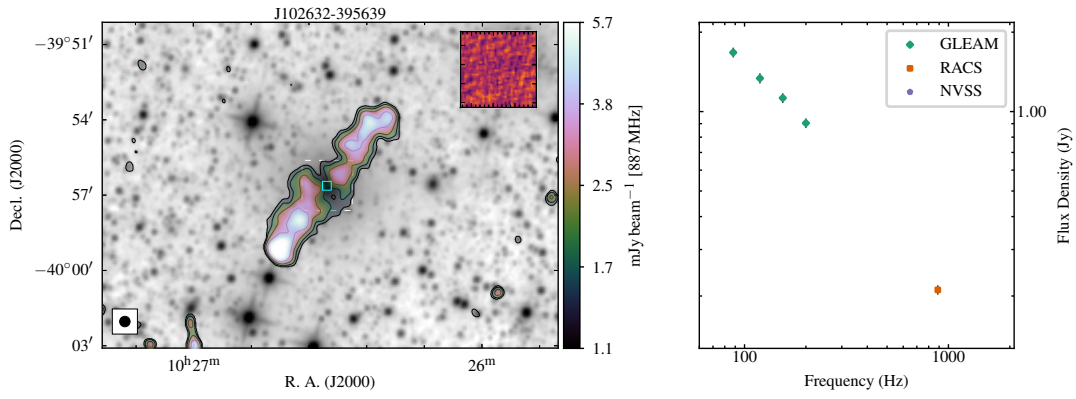 J102632-395639
−39°51′
54′
57′
−40°00′
03′
Decl. (J2000)
10ʰ27ᵐ
26ᵐ
R. A. (J2000)
5.7
3.8
2.5
1.7
1.1
mJy beam⁻¹ [887 MHz]
GLEAM
RACS
NVSS
1.00
Flux Density (Jy)
100
1000
Frequency (Hz)